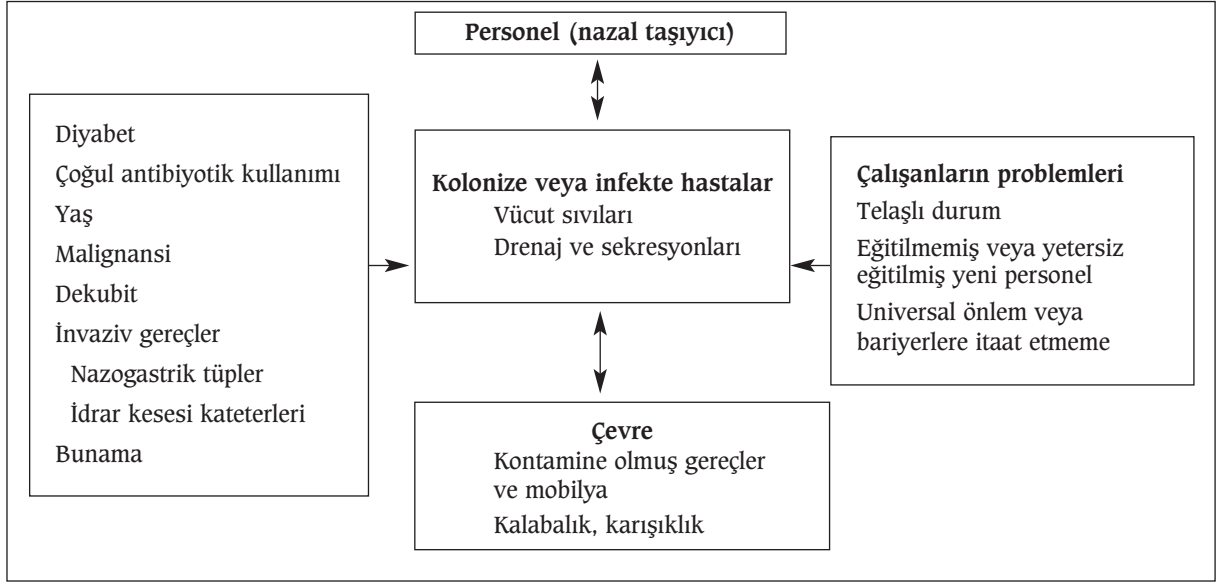 Personel (nazal taşıyıcı)
Diyabet
Çoğul antibiyotik kullanımı
Yaş
Malignansi
Dekubit
İnvaziv gereçler
Nazogastrik tüpler
İdrar kesesi kateterleri
Bunama
Kolonize veya infekte hastalar
Vücut sıvıları
Drenaj ve sekresyonları
Çalışanların problemleri
Telaşlı durum
Eğitilmemiş veya yetersiz
eğitilmiş yeni personel
Universal önlem veya
bariyerlere itaat etmeme
Çevre
Kontamine olmuş gereçler
ve mobilya
Kalabalık, karışıklık